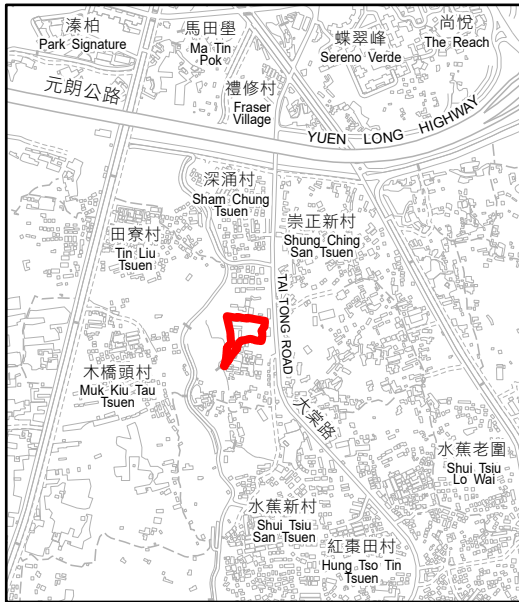 溱柏
Park Signature
馬田壆
Ma Tin
Pok
蝶翠峰
Sereno Verde
尚悅
The Reach
元朗公路
禮修村
Fraser
Village
YUEN LONG HIGHWAY
深涌村
Sham Chung
Tsuen
崇正新村
Shung Ching
San Tsuen
田寮村
Tin Liu
Tsuen
TAI TONG ROAD
木橋頭村
Muk Kiu Tau
Tsuen
大棠路
水蕉老圍
Shui Tsiu
Lo Wai
水蕉新村
Shui Tsiu
San Tsuen
紅棗田村
Hung Tso Tin
Tsuen